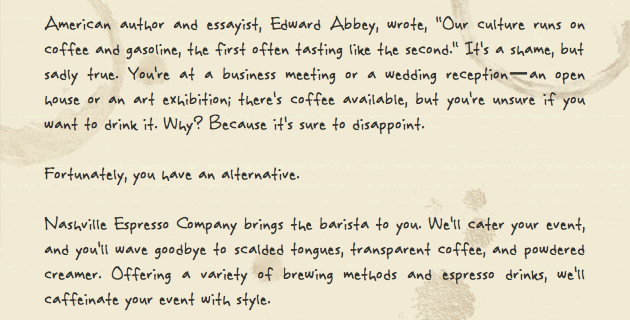 American author and essayist, Edward Abbey, wrote, "Our culture runs on
coffee and gasoline, the first often tasting like the second." It's a shame, but
sadly true. You're at a business meeting or a wedding reception—an open
house or an art exhibition; there's coffee available, but you're unsure if you
want to drink it. Why? Because it's sure to disappoint.
Fortunately, you have an alternative.
Nashville Espresso Company brings the barista to you. We'll cater your event,
and you'll wave goodbye to scalded tongues, transparent coffee, and powdered
creamer. Offering a variety of brewing methods and espresso drinks, we'll
caffeinate your event with style.